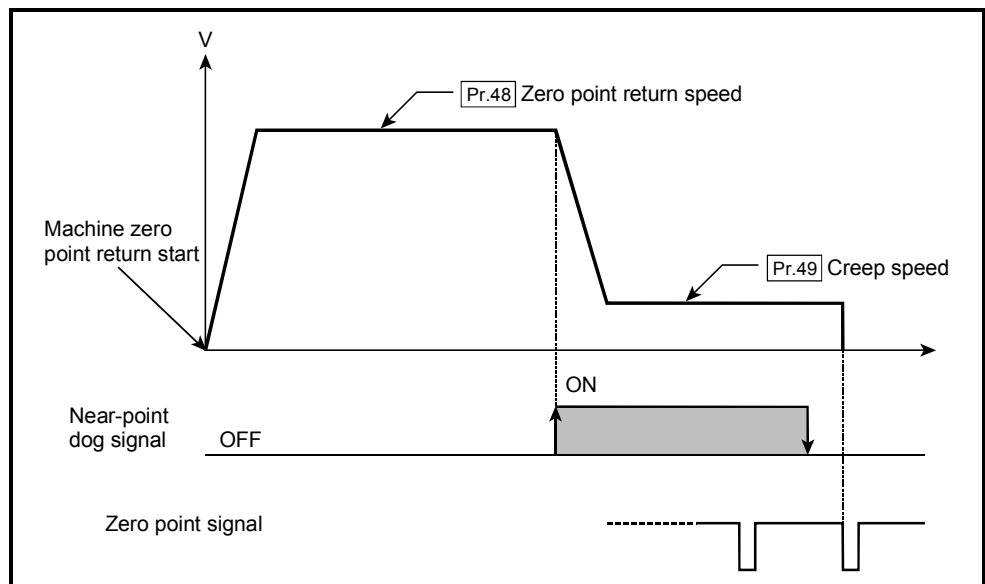 V
Pr.48 Zero point return speed
Machine zero
point return start
Pr.49 Creep speed
ON
Near-point
dog signal
OFF
Zero point signal